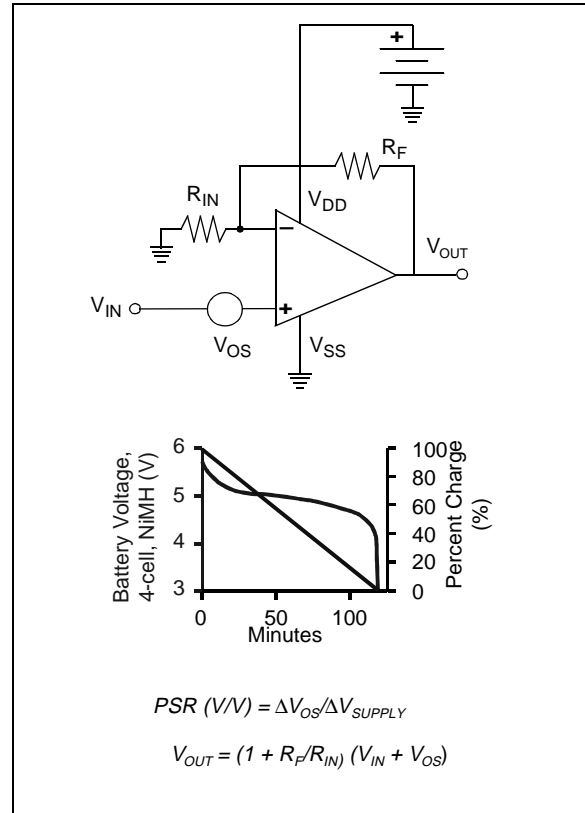 +
R_F
R_IN
V_DD
−
V_OUT
V_IN
+
V_OS
V_SS
Battery Voltage,
4-cell, NiMH (V)
6
5
4
3
100
80
60
40
20
0
Percent Charge
(%)
0
50
100
Minutes
PSR (V/V) = ΔV_OS/ΔV_SUPPLY
V_OUT = (1 + R_F/R_IN) (V_IN + V_OS)